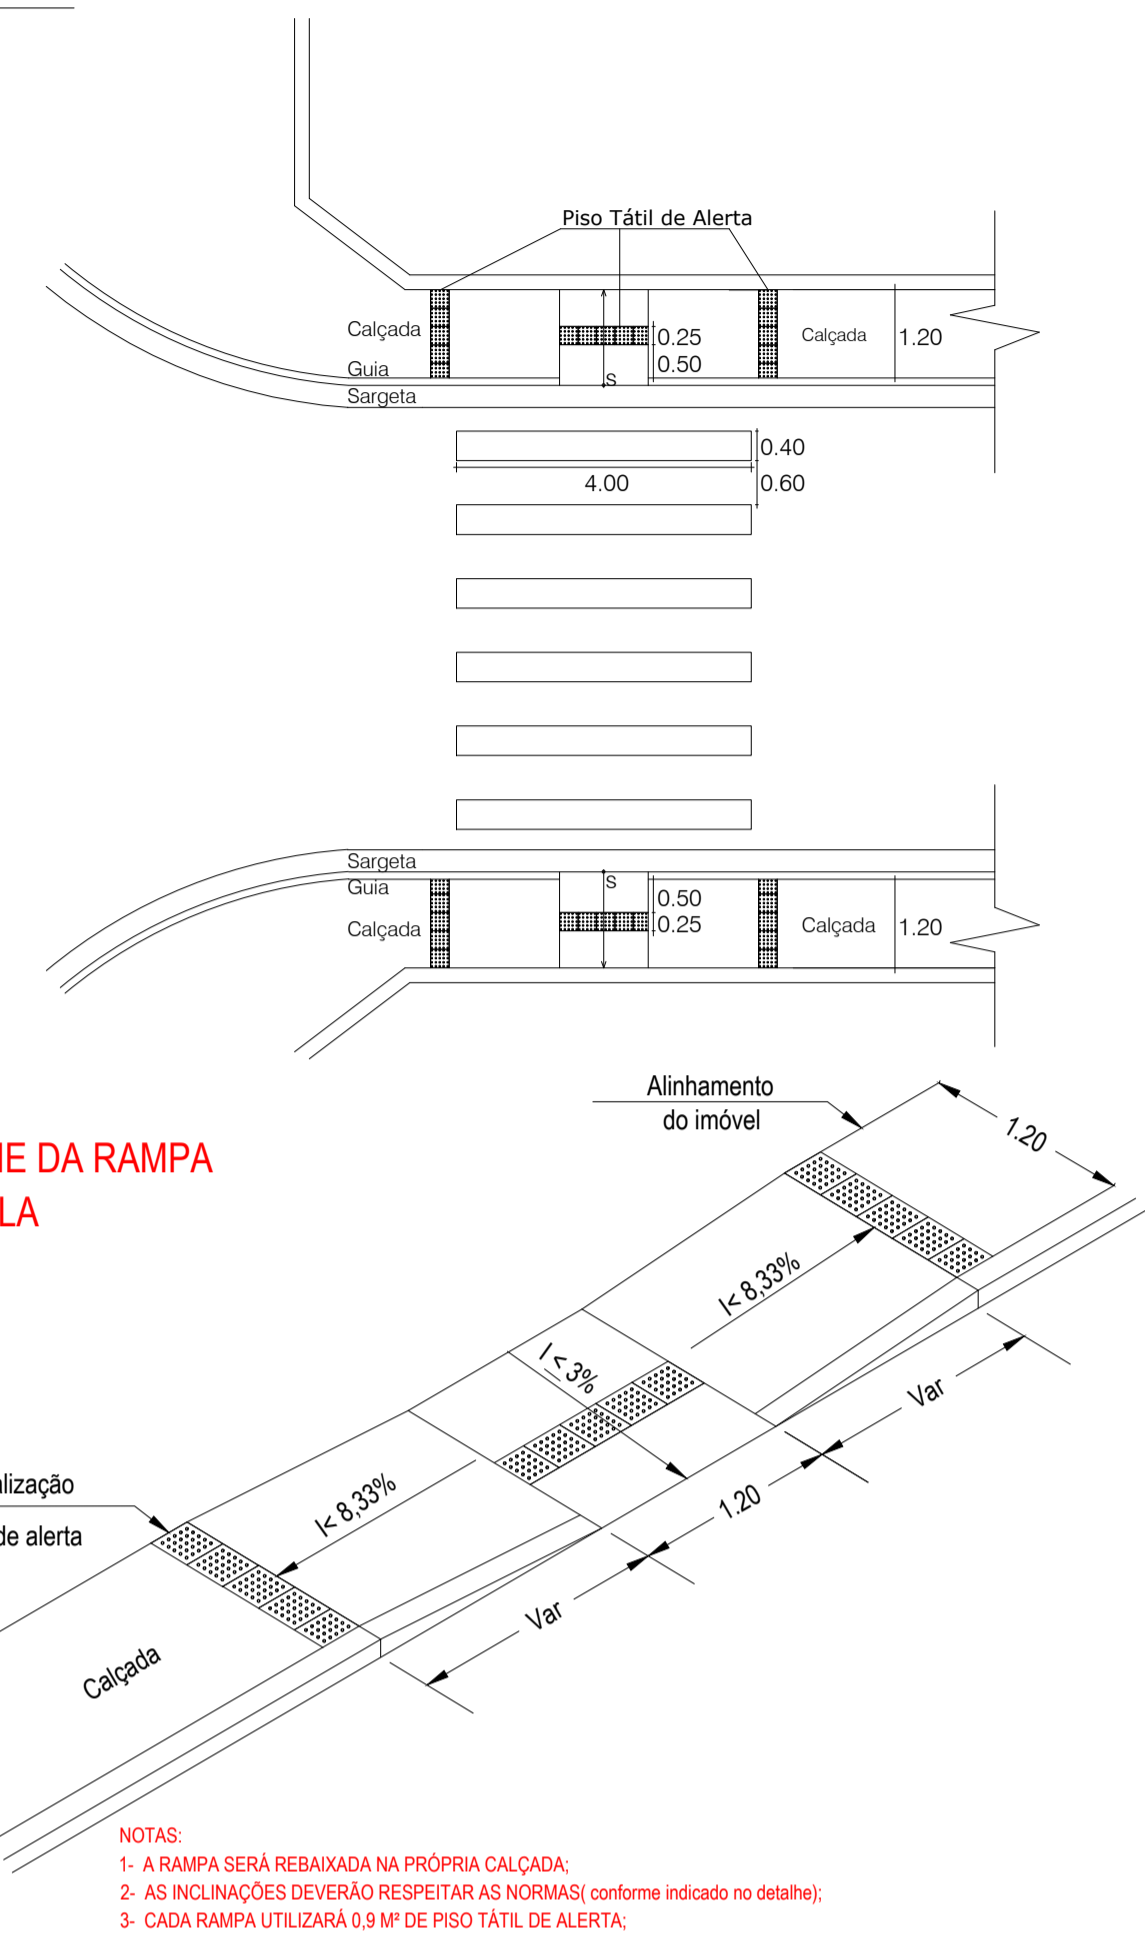 Piso Tátil de Alerta
Calçada
0.25
Calçada
1.20
0.50
Guia
S
Sargeta
0.40
4.00
0.60
Sargeta
S
Guia
0.50
Calçada
0.25
Calçada
1.20
Alinhamento
do imóvel
1.20
DA RAMPA
I< 8,33%
I < 3%
Var
alização
de alerta
I< 8,33%
1.20
Var
Calçada
NOTAS:
1- A RAMPA SERÁ REBAIXADA NA PRÓPRIA CALÇADA;
2- AS INCLINAÇÕES DEVERÃO RESPEITAR AS NORMAS( conforme indicado no detalhe);
3- CADA RAMPA UTILIZARÁ 0,9 M² DE PISO TÁTIL DE ALERTA;